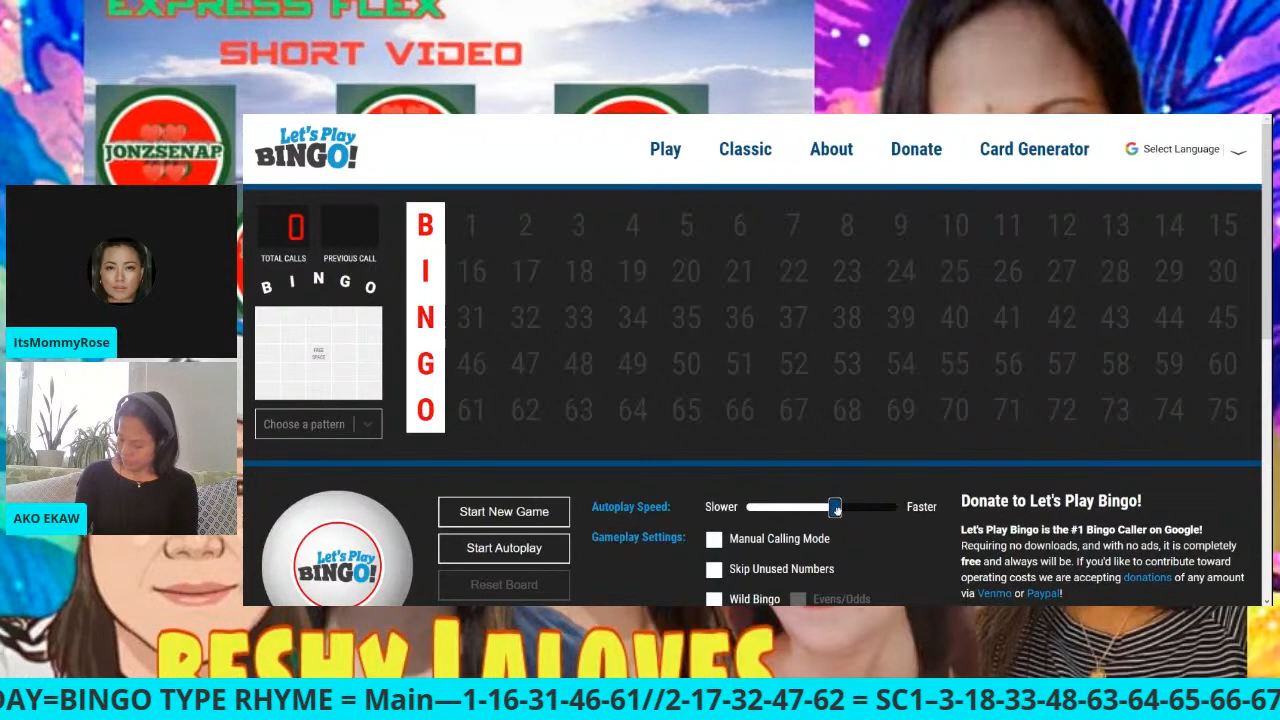 EXPRESS FLEX
SHORT VIDEO
JONZSENAP
Let's Play
BINGO!
Play Classic About Donate Card Generator Select Language
0
TOTAL CALLS PREVIOUS CALL
B I N G O
FREE
SPACE
Choose a pattern
B 1 2 3 4 5 6 7 8 9 10 11 12 13 14 15
I 16 17 18 19 20 21 22 23 24 25 26 27 28 29 30
N 31 32 33 34 35 36 37 38 39 40 41 42 43 44 45
G 46 47 48 49 50 51 52 53 54 55 56 57 58 59 60
O 61 62 63 64 65 66 67 68 69 70 71 72 73 74 75
ItsMommyRose
AKO EKAW
Let's Play
BINGO!
Start New Game
Start Autoplay
Reset Board
Autoplay Speed: Slower Faster
Gameplay Settings: Manual Calling Mode
Skip Unused Numbers
Wild Bingo Evens/Odds
Donate to Let's Play Bingo!
Let's Play Bingo is the #1 Bingo Caller on Google!
Requiring no downloads, and with no ads, it is completely
free and always will be. If you'd like to contribute toward
operating costs we are accepting donations of any amount
via Venmo or Paypal!
BESHY LALOVES
DAY=BINGO TYPE RHYME = Main—1-16-31-46-61//2-17-32-47-62 = SC1–3-18-33-48-63-64-65-66-67